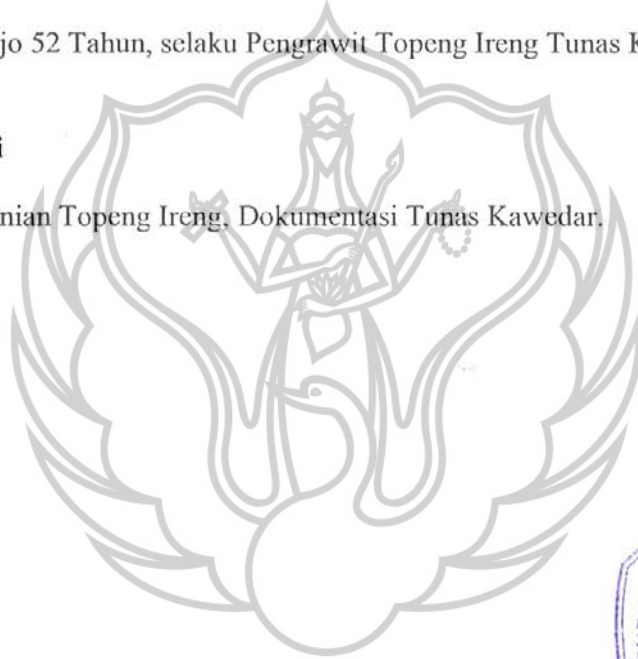 jo 52 Tahun, selaku Pengrawit Topeng Ireng Tunas K
i
nian Topeng Ireng, Dokumentasi Tunas Kawedar.